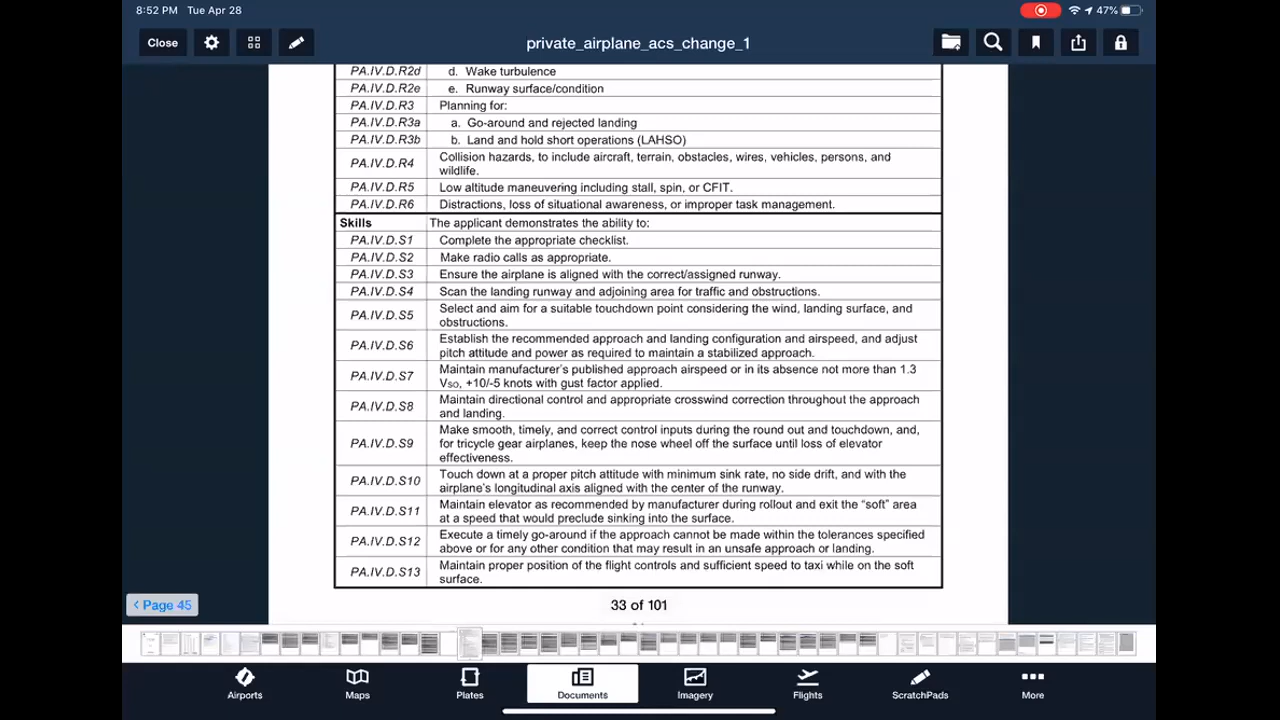 8:52 PM Tue Apr 28
47%
Close
private_airplane_acs_change_1
PA.IV.D.R2d d. Wake turbulence
PA.IV.D.R2e e. Runway surface/condition
PA.IV.D.R3 Planning for:
PA.IV.D.R3a a. Go-around and rejected landing
PA.IV.D.R3b b. Land and hold short operations (LAHSO)
PA.IV.D.R4 Collision hazards, to include aircraft, terrain, obstacles, wires, vehicles, persons, and
wildlife.
PA.IV.D.R5 Low altitude maneuvering including stall, spin, or CFIT.
PA.IV.D.R6 Distractions, loss of situational awareness, or improper task management.
Skills The applicant demonstrates the ability to:
PA.IV.D.S1 Complete the appropriate checklist.
PA.IV.D.S2 Make radio calls as appropriate.
PA.IV.D.S3 Ensure the airplane is aligned with the correct/assigned runway.
PA.IV.D.S4 Scan the landing runway and adjoining area for traffic and obstructions.
PA.IV.D.S5 Select and aim for a suitable touchdown point considering the wind, landing surface, and
obstructions.
PA.IV.D.S6 Establish the recommended approach and landing configuration and airspeed, and adjust
pitch attitude and power as required to maintain a stabilized approach.
PA.IV.D.S7 Maintain manufacturer's published approach airspeed or in its absence not more than 1.3
VSO, +10/-5 knots with gust factor applied.
PA.IV.D.S8 Maintain directional control and appropriate crosswind correction throughout the approach
and landing.
PA.IV.D.S9 Make smooth, timely, and correct control inputs during the round out and touchdown, and,
for tricycle gear airplanes, keep the nose wheel off the surface until loss of elevator
effectiveness.
PA.IV.D.S10 Touch down at a proper pitch attitude with minimum sink rate, no side drift, and with the
airplane's longitudinal axis aligned with the center of the runway.
PA.IV.D.S11 Maintain elevator as recommended by manufacturer during rollout and exit the “soft” area
at a speed that would preclude sinking into the surface.
PA.IV.D.S12 Execute a timely go-around if the approach cannot be made within the tolerances specified
above or for any other condition that may result in an unsafe approach or landing.
PA.IV.D.S13 Maintain proper position of the flight controls and sufficient speed to taxi while on the soft
surface.
Page 45
33 of 101
Airports Maps Plates Documents Imagery Flights ScratchPads More